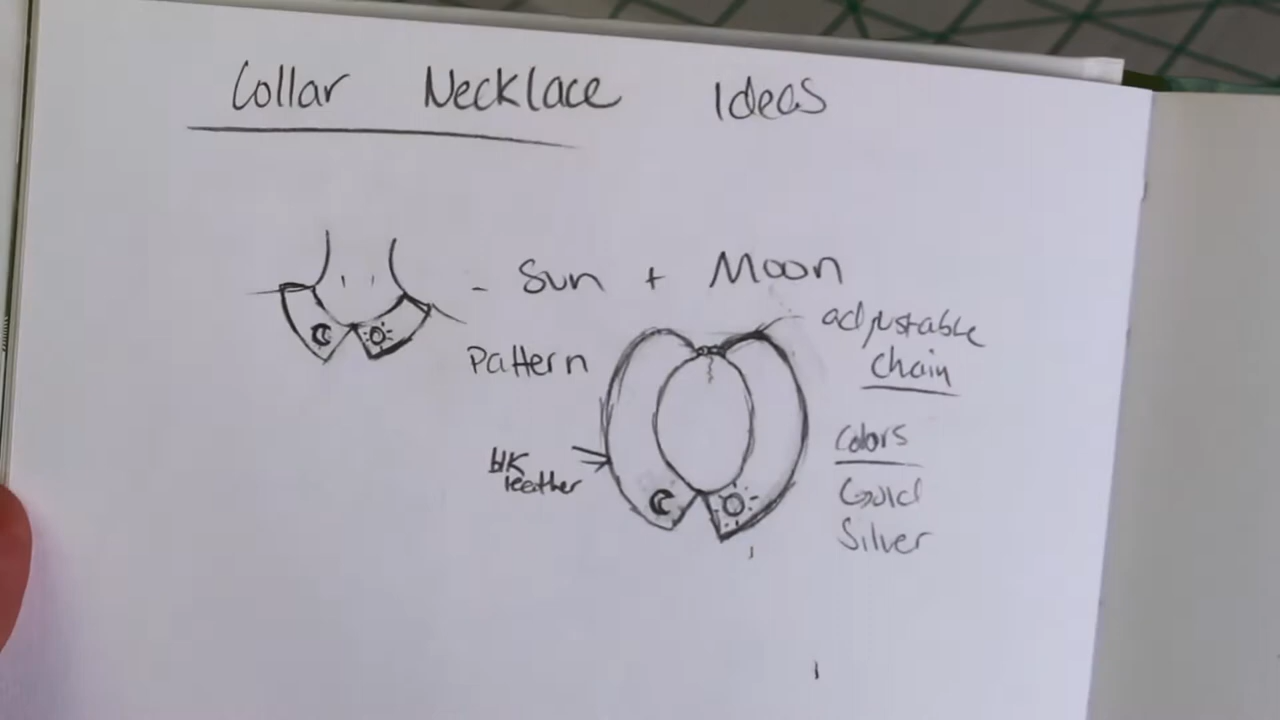 Collar Necklace Ideas
- Sun + Moon
Pattern
adjustable
chain
blk
leather
Colors
Gold
Silver